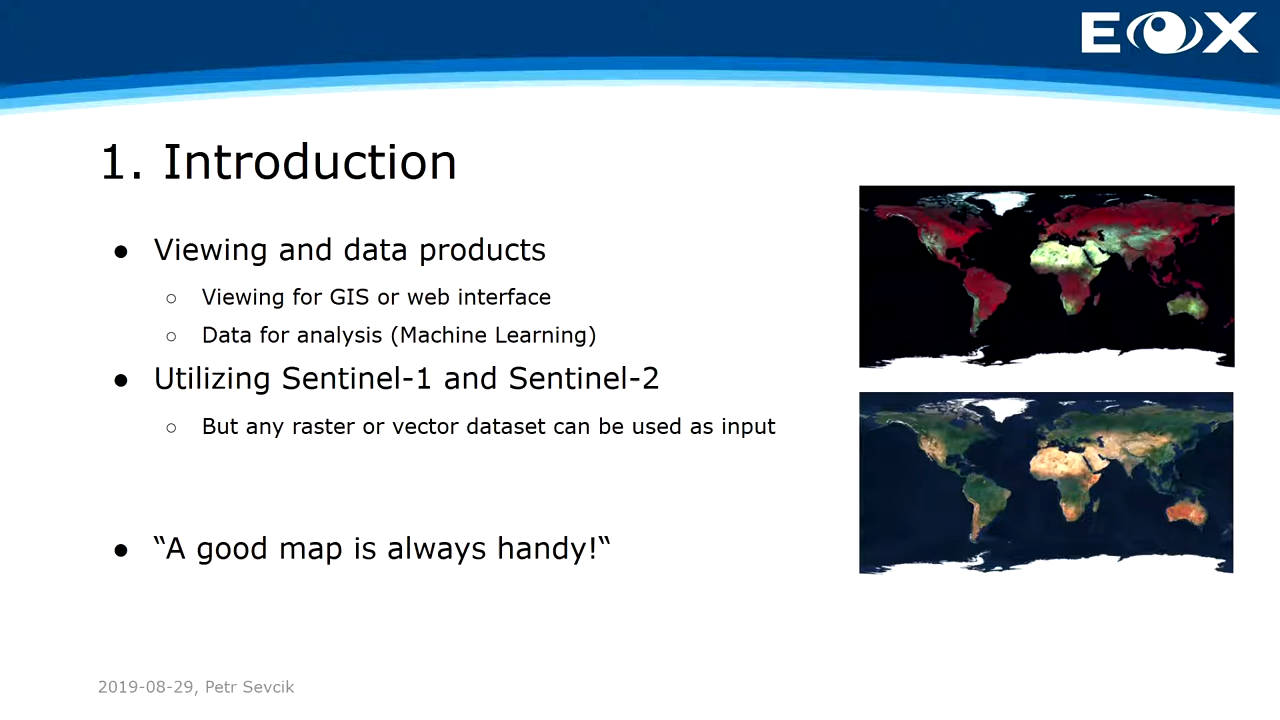 EOX
1. Introduction
● Viewing and data products
○ Viewing for GIS or web interface
○ Data for analysis (Machine Learning)
● Utilizing Sentinel-1 and Sentinel-2
○ But any raster or vector dataset can be used as input
● “A good map is always handy!“
2019-08-29, Petr Sevcik